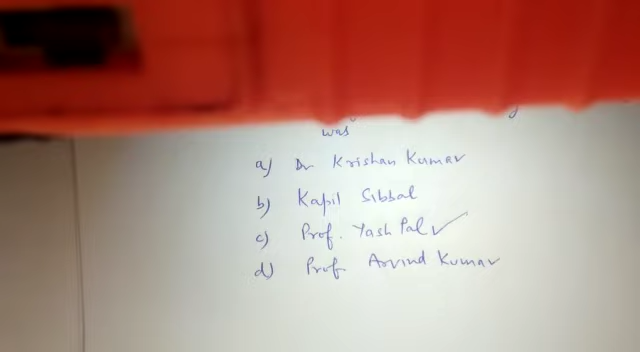 was
a) Dr Krishan Kumar
b) Kapil Sibbal
c) Prof. Yash Pal ✓
d) Prof Arvind Kumar